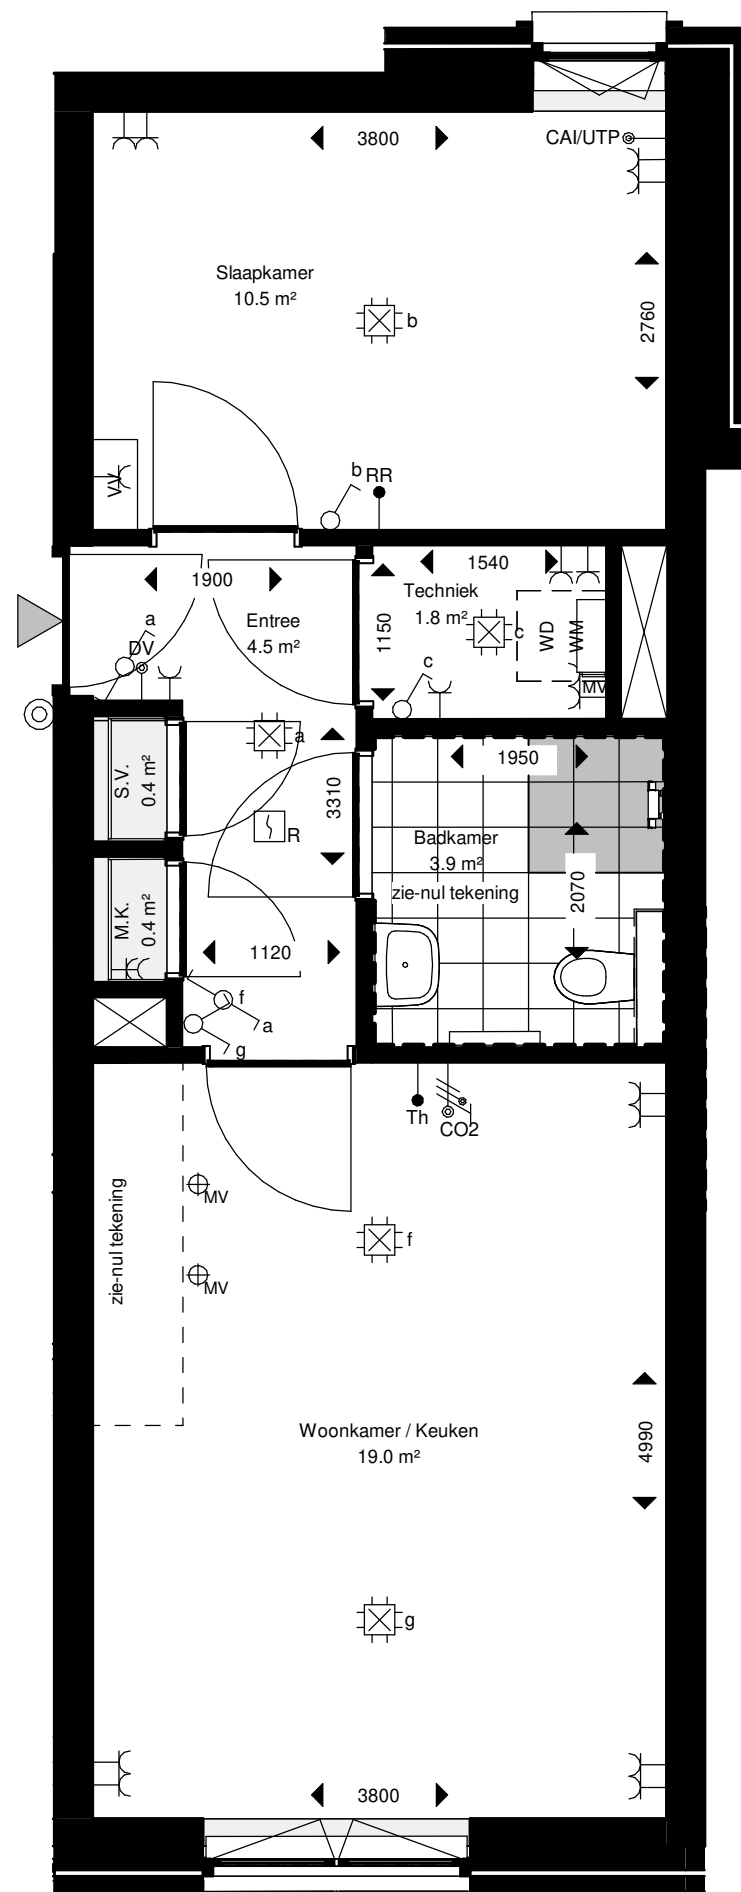 3800
CAI/UTP
Slaapkamer
10.5 m²
2760
b
b
RR
VV
1900
Entree
4.5 m²
a
DV
Techniek
1.8 m²
1540
1150
c
c
WD
WM
MV
S.V.
0.4 m²
a
3310
R
M.K.
0.4 m²
1950
Badkamer
3.9 m²
zie-nul tekening
2070
1120
f
a
g
Th
CO2
zie-nul tekening
MV
MV
f
Woonkamer / Keuken
19.0 m²
4990
g
3800